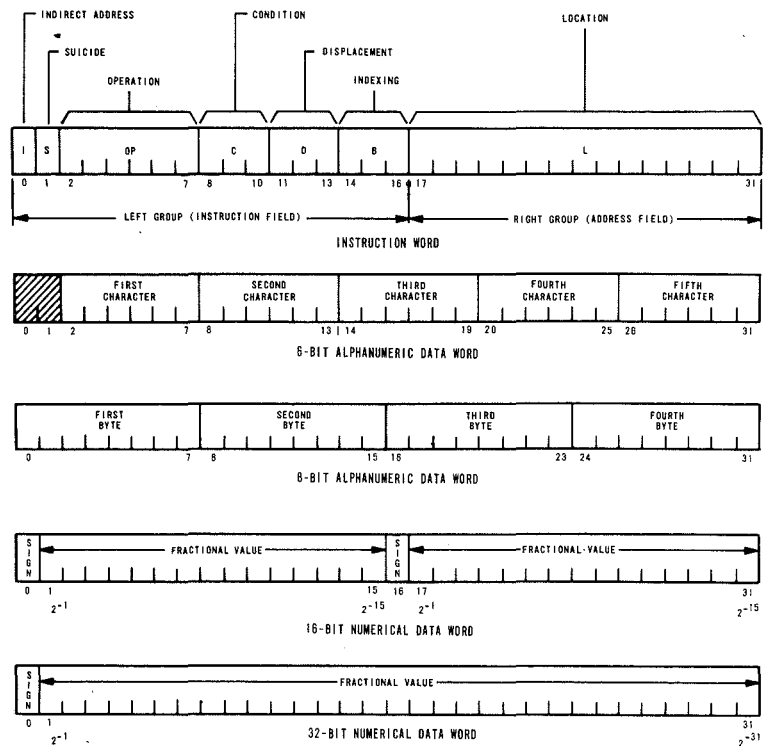 INDIRECT ADDRESS
CONDITION
LOCATION
SUICIDE
DISPLACEMENT
OPERATION
INDEXING
I S OP C D B L
0 1 2 7 8 10 11 13 14 16 17 31
LEFT GROUP (INSTRUCTION FIELD)
RIGHT GROUP (ADDRESS FIELD)
INSTRUCTION WORD
FIRST CHARACTER
SECOND CHARACTER
THIRD CHARACTER
FOURTH CHARACTER
FIFTH CHARACTER
0 1 2 7 8 13 14 19 20 25 26 31
6-BIT ALPHANUMERIC DATA WORD
FIRST BYTE
SECOND BYTE
THIRD BYTE
FOURTH BYTE
0 7 8 15 16 23 24 31
8-BIT ALPHANUMERIC DATA WORD
SIGN
FRACTIONAL VALUE
SIGN
FRACTIONAL VALUE
0 1 15 16 17 31
2⁻¹ 2⁻¹⁵ 2⁻¹ 2⁻¹⁵
16-BIT NUMERICAL DATA WORD
SIGN
FRACTIONAL VALUE
0 1 31
2⁻¹ 2⁻³¹
32-BIT NUMERICAL DATA WORD